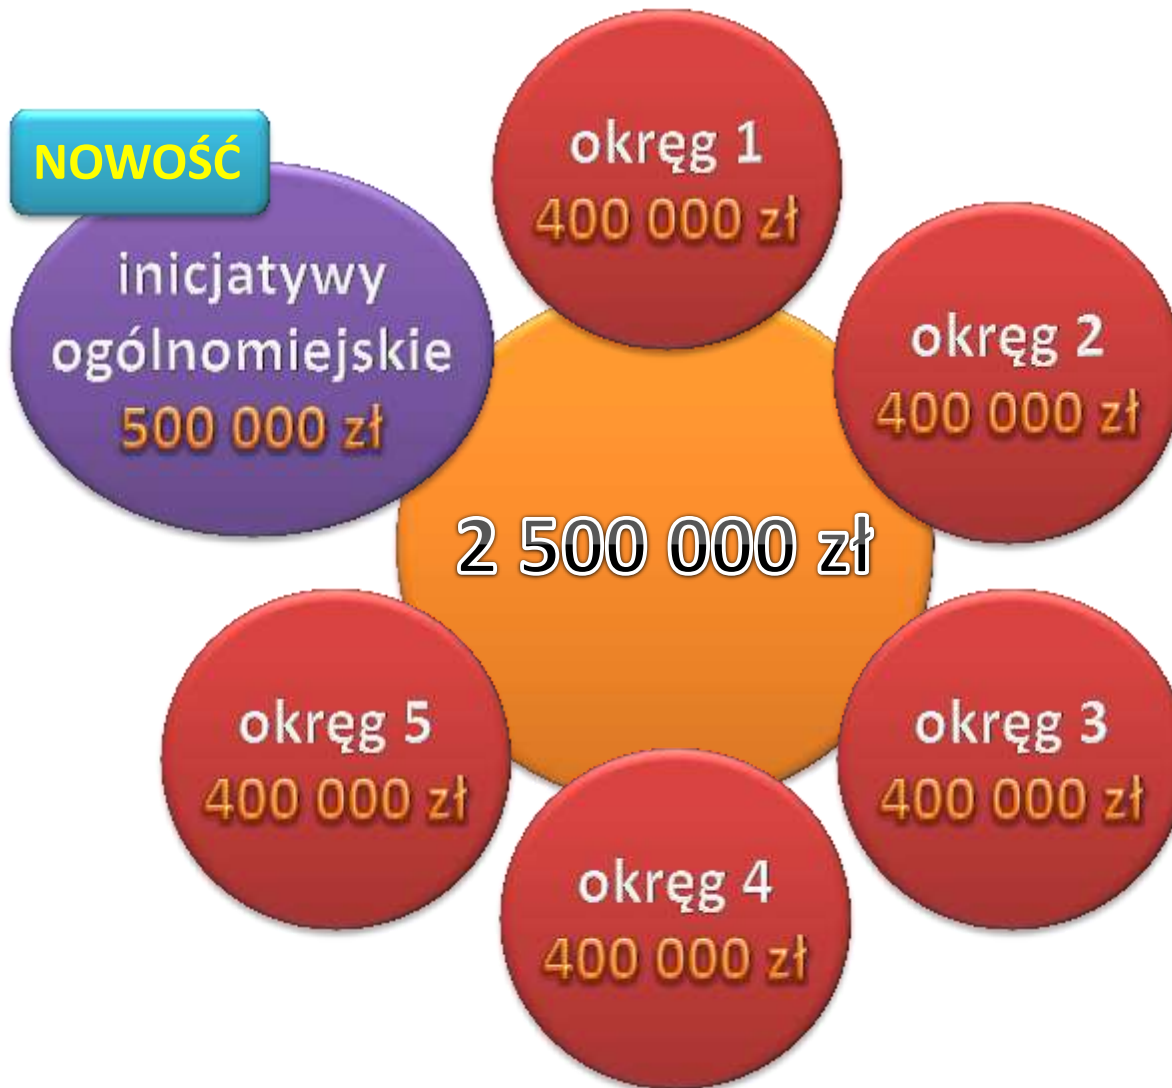 NOWOŚĆ
inicjatywy
ogólnomiejskie
500 000 zł
okręg 1
400 000 zł
okręg 2
400 000 zł
2 500 000 zł
okręg 5
400 000 zł
okręg 3
400 000 zł
okręg 4
400 000 zł